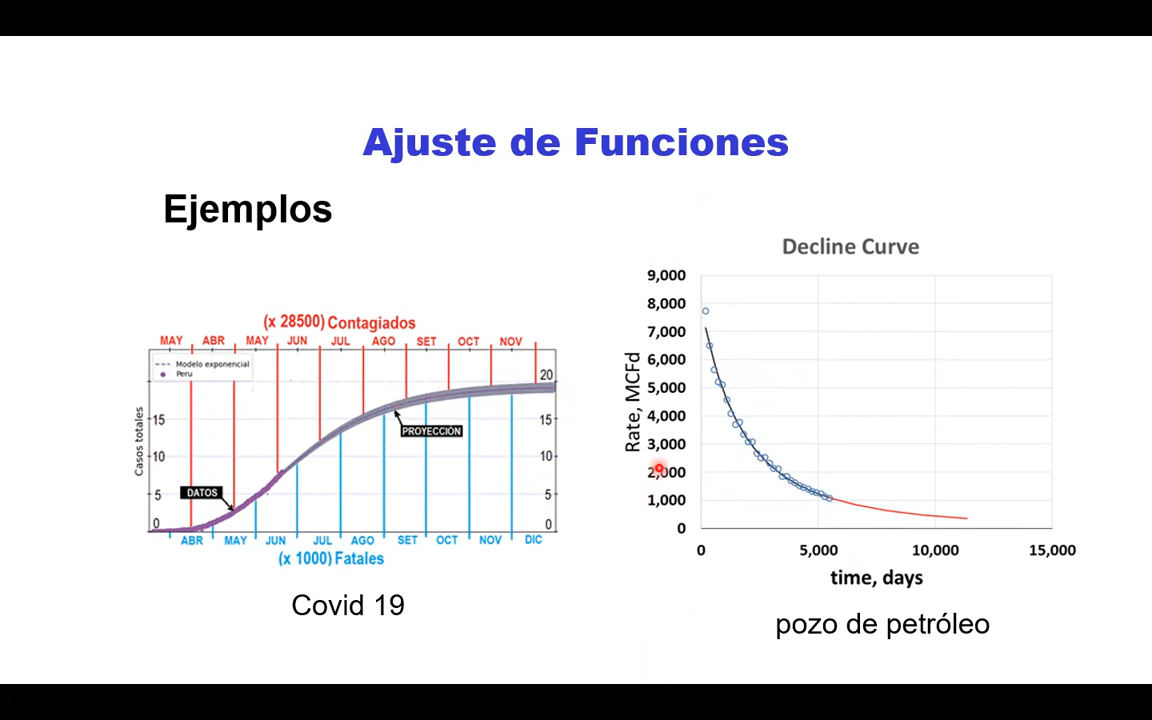 Ajuste de Funciones
Ejemplos
(x 28500) Contagiados
MAY ABR MAY JUN JUL AGO SET OCT NOV
Modelo exponencial
Peru
Casos totales
15
5
0
20
15
10
5
0
PROYECCIÓN
DATOS
ABR MAY JUN JUL AGO SET OCT NOV DIC
(x 1000) Fatales
Covid 19
Decline Curve
Rate, MCFd
9,000
8,000
7,000
6,000
5,000
4,000
3,000
2,000
1,000
0
0 5,000 10,000 15,000
time, days
pozo de petróleo